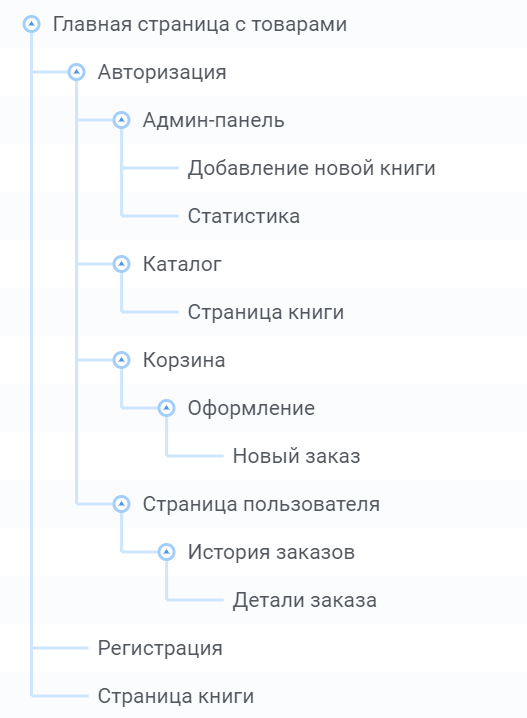 Главная страница с товарами
Авторизация
Админ-панель
Добавление новой книги
Статистика
Каталог
Страница книги
Корзина
Оформление
Новый заказ
Страница пользователя
История заказов
Детали заказа
Регистрация
Страница книги